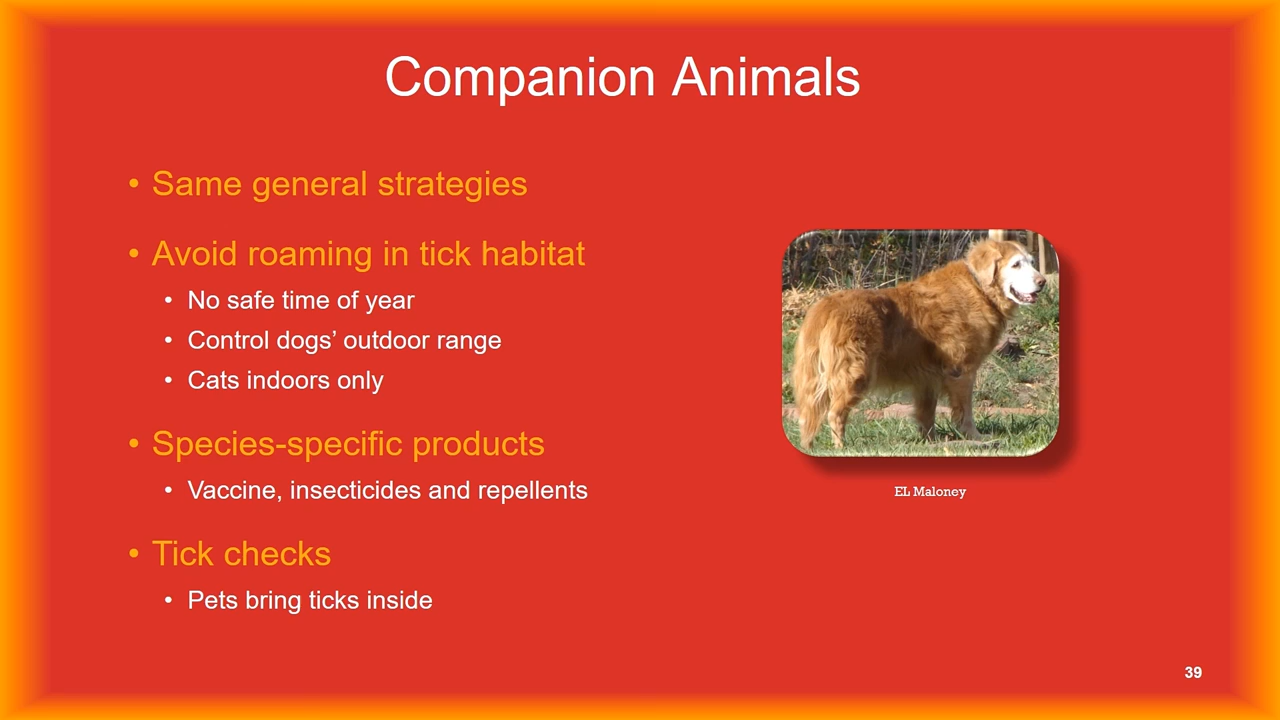 Companion Animals
• Same general strategies
• Avoid roaming in tick habitat
• No safe time of year
• Control dogs’ outdoor range
• Cats indoors only
• Species-specific products
• Vaccine, insecticides and repellents
• Tick checks
• Pets bring ticks inside
EL Maloney
39